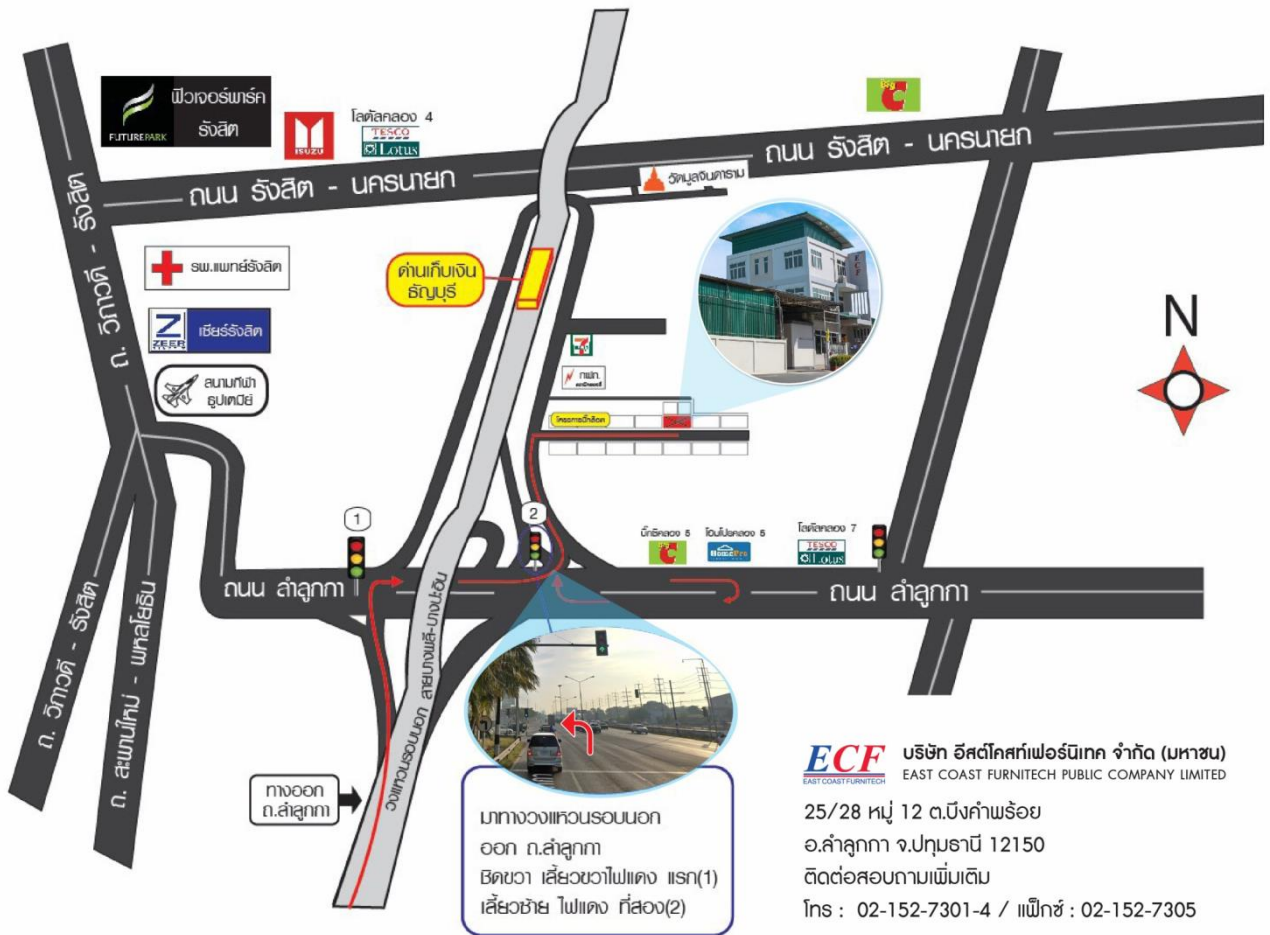 FUTUREPARK
ฟิวเจอร์พาร์ค
รังสิต
ISUZU
โลตัสคลอง 4
TESCO
Lotus
Big
C
ถนน รังสิต - นครนายก
ถนน รังสิต - นครนายก
วัดมูลจินดาราม
ถ. วิภาวดี - รังสิต
รพ.แพทย์รังสิต
Z
ZEER
เซียร์รังสิต
สนามกีฬา
ธูปเตมีย์
ด่านเก็บเงิน
ธัญบุรี
ECF
N
กฟภ.
1
2
บิ๊กซีคลอง 5
C
โฮมโปรคลอง 5
HomePro
โลตัสคลอง 7
TESCO
Lotus
ถนน ลำลูกกา
ถนน ลำลูกกา
วงแหวนรอบนอก สายบางพลี-บางปะอิน
ถ. วิภาวดี - รังสิต
ถ. สะพานใหม่ - พหลโยธิน
ทางออก
ถ.ลำลูกกา
มาทางวงแหวนรอบนอก
ออก ถ.ลำลูกกา
ชิดขวา เลี้ยวขวาไฟแดง แรก(1)
เลี้ยวซ้าย ไฟแดง ที่สอง(2)
ECF
EAST COAST FURNITECH
บริษัท อีสต์โคสท์เฟอร์นิเทค จำกัด (มหาชน)
EAST COAST FURNITECH PUBLIC COMPANY LIMITED
25/28 หมู่ 12 ต.บึงคำพร้อย
อ.ลำลูกกา จ.ปทุมธานี 12150
ติดต่อสอบถามเพิ่มเติม
โทร : 02-152-7301-4 / แฟ็กซ์ : 02-152-7305